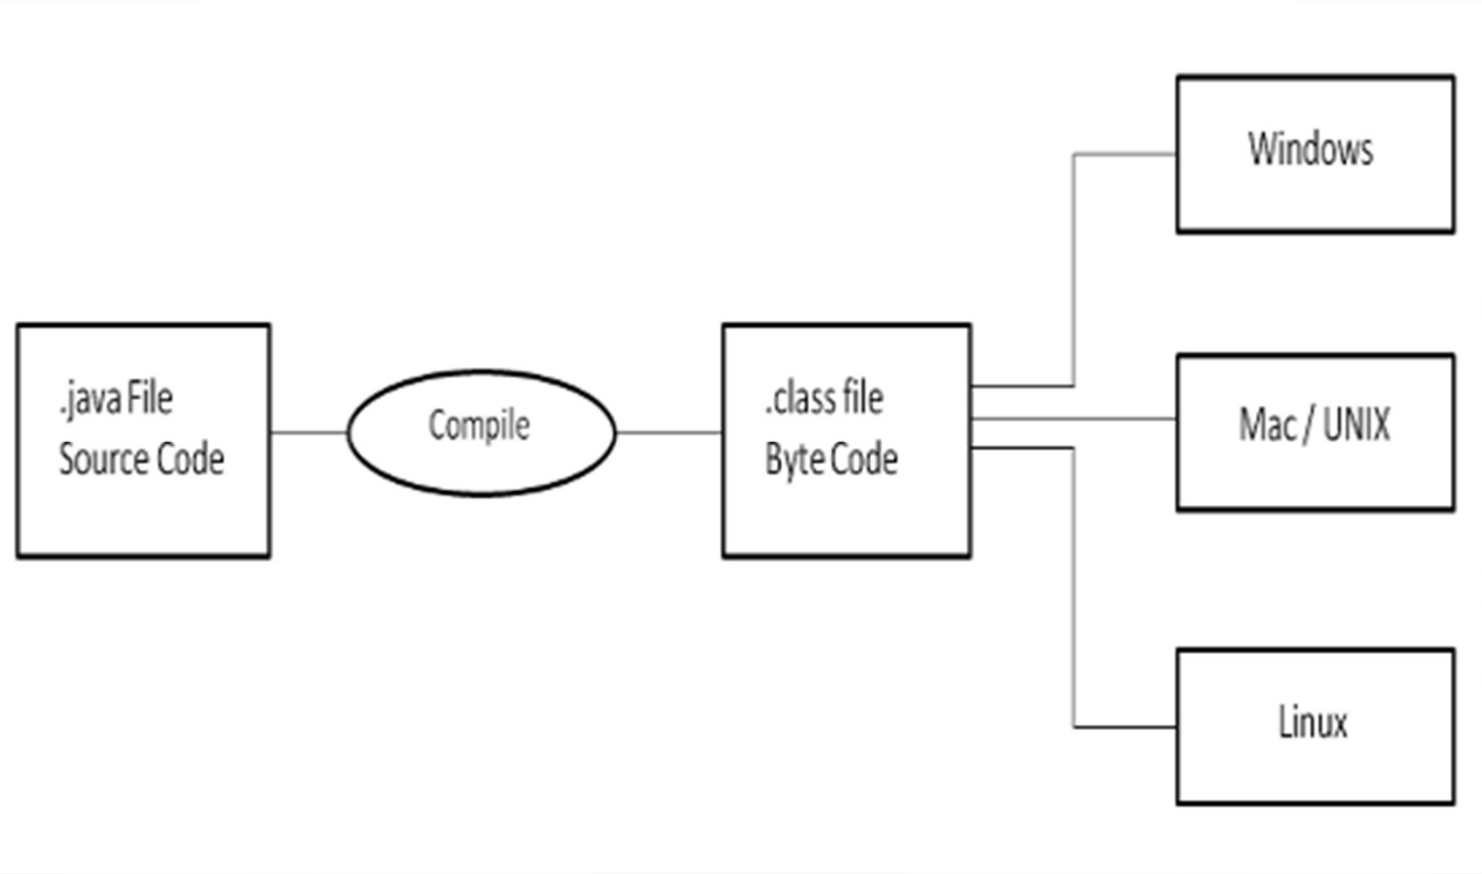 .java File
Source Code
Compile
.class file
Byte Code
Windows
Mac / UNIX
Linux